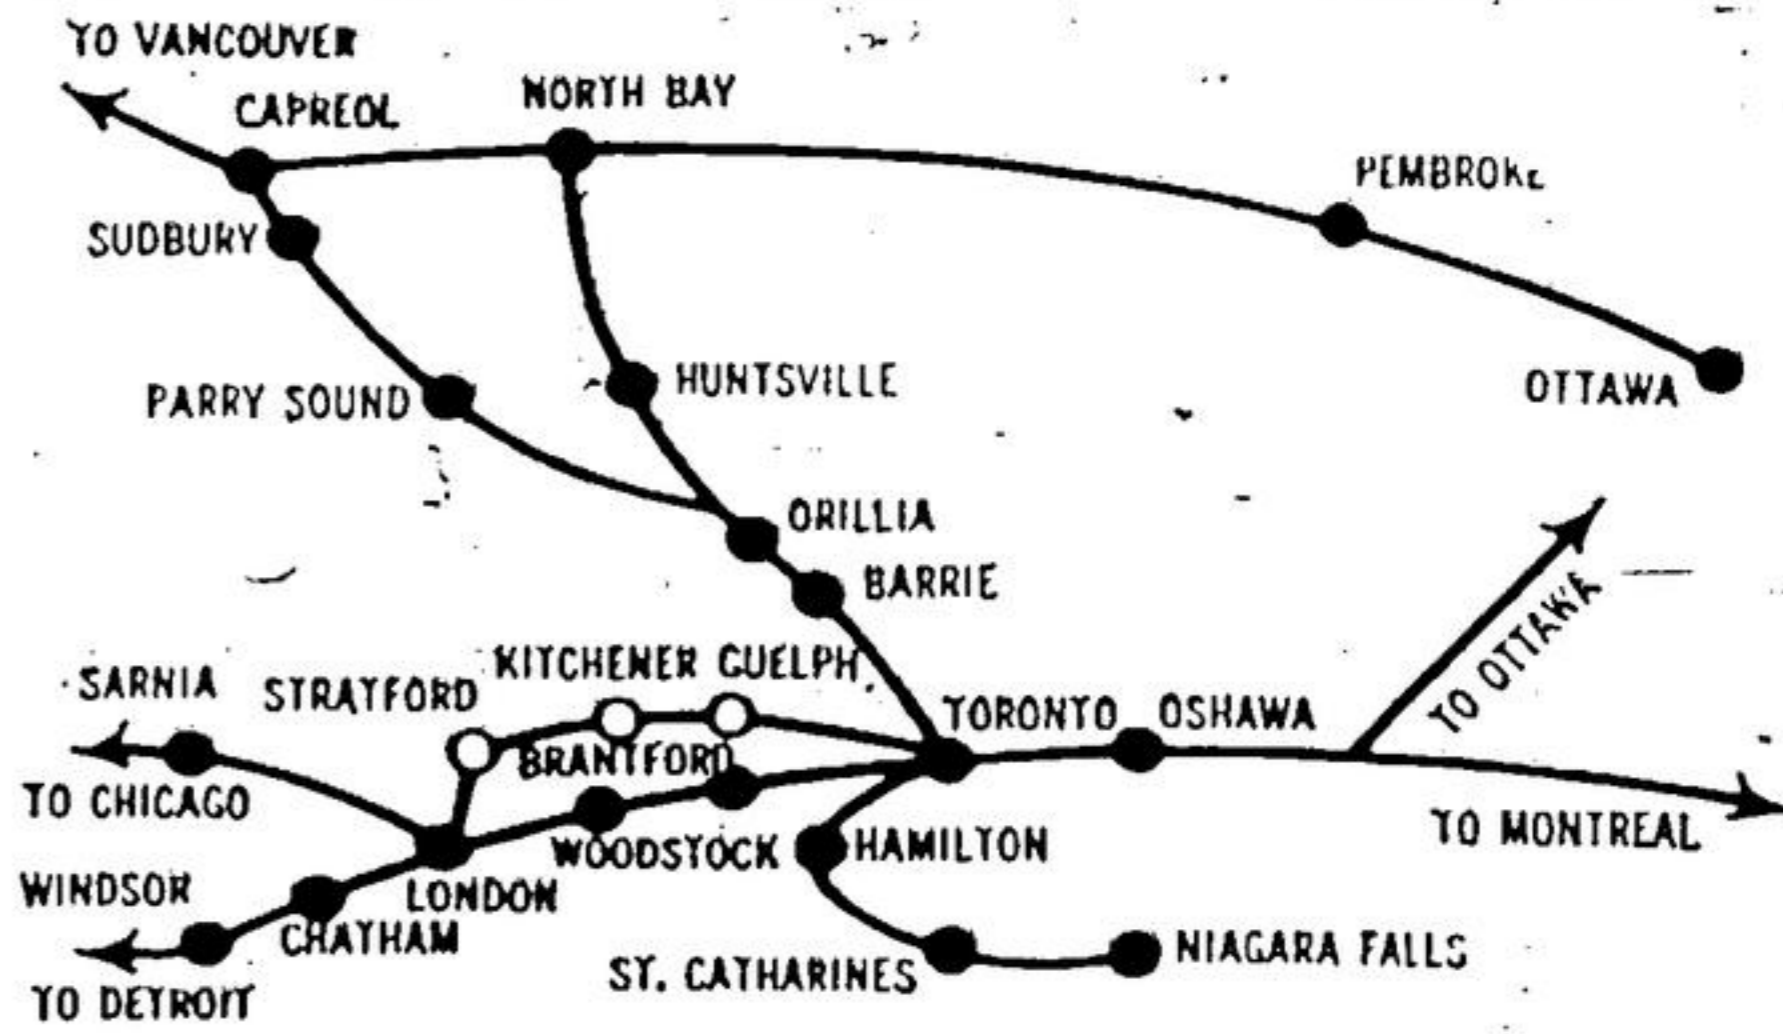 TO VANCOUVER
CAPREOL
NORTH BAY
PEMBROKE
SUDBURY
PARRY SOUND
HUNTSVILLE
OTTAWA
ORILLIA
BARRIE
TO OTTAWA
SARNIA
STRATFORD
KITCHENER GUELPH
TORONTO
OSHAWA
BRANTFORD
TO CHICAGO
TO MONTREAL
WOODSTOCK
HAMILTON
WINDSOR
LONDON
CHATHAM
ST. CATHARINES
NIAGARA FALLS
TO DETROIT